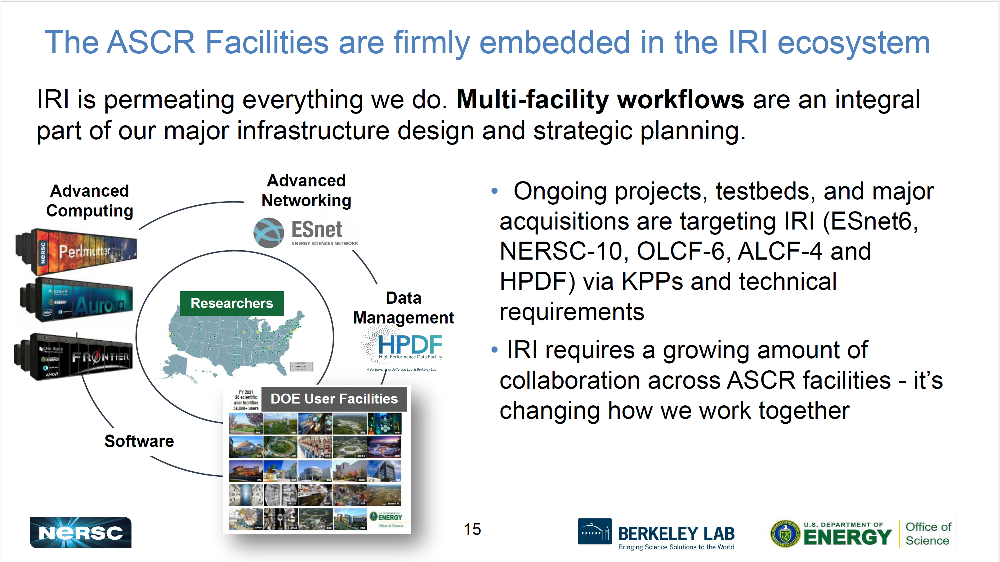 The ASCR Facilities are firmly embedded in the IRI ecosystem
IRI is permeating everything we do. Multi-facility workflows are an integral
part of our major infrastructure design and strategic planning.
Advanced
Computing
NERSC
Perlmutter
Argonne
ENERGY
intel
Aurora
OAK RIDGE
National Laboratory
ENERGY
AMD
FRONTIER
Advanced
Networking
ESnet
ENERGY SCIENCES NETWORK
Data
Management
HPDF
High Performance Data Facility
A Partnership of Jefferson Lab & Berkeley Lab
Researchers
Other DOE
Software
FY 2021
28 scientific
user facilities
36,000+ users
DOE User Facilities
U.S. DEPARTMENT OF
ENERGY
Office of Science
• Ongoing projects, testbeds, and major
acquisitions are targeting IRI (ESnet6,
NERSC-10, OLCF-6, ALCF-4 and
HPDF) via KPPs and technical
requirements
• IRI requires a growing amount of
collaboration across ASCR facilities - it’s
changing how we work together
NERSC
15
BERKELEY LAB
Bringing Science Solutions to the World
U.S. DEPARTMENT OF
ENERGY
Office of
Science